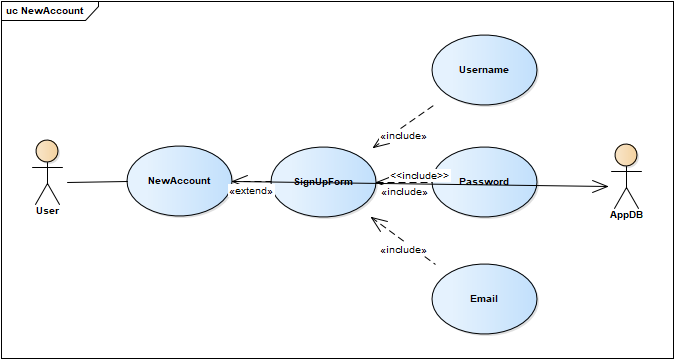 uc NewAccount
Username
«include»
NewAccount
«extend»
SignUpForm
<<include>>
«include»
Password
User
AppDB
«include»
Email